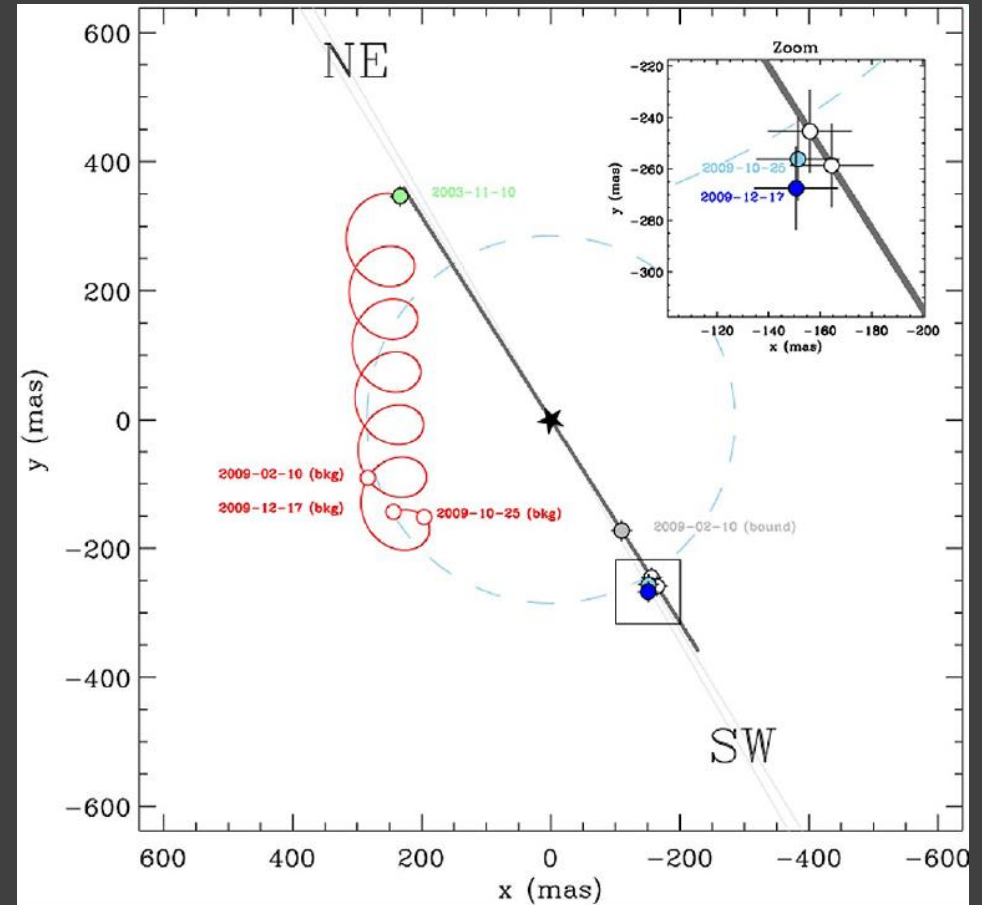 NE
2003-11-10
2009-02-10 (bkg)
2009-12-17 (bkg)
2009-10-25 (bkg)
2009-02-10 (bound)
SW
600
400
200
0
-200
-400
-600
y (mas)
600
400
200
0
-200
-400
-600
x (mas)
Zoom
-220
-240
-260
-280
-300
y (mas)
2009-10-25
2009-12-17
-120
-140
-160
-180
-200
x (mas)